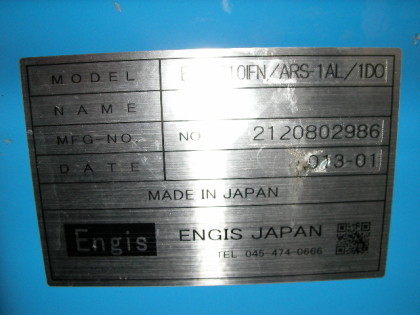 MODEL 10IFN/ARS-1AL/1DO
NAME
MFG-NO. NO 2120802986
DATE 013-01
MADE IN JAPAN
Engis ENGIS JAPAN
TEL 045-474-0666